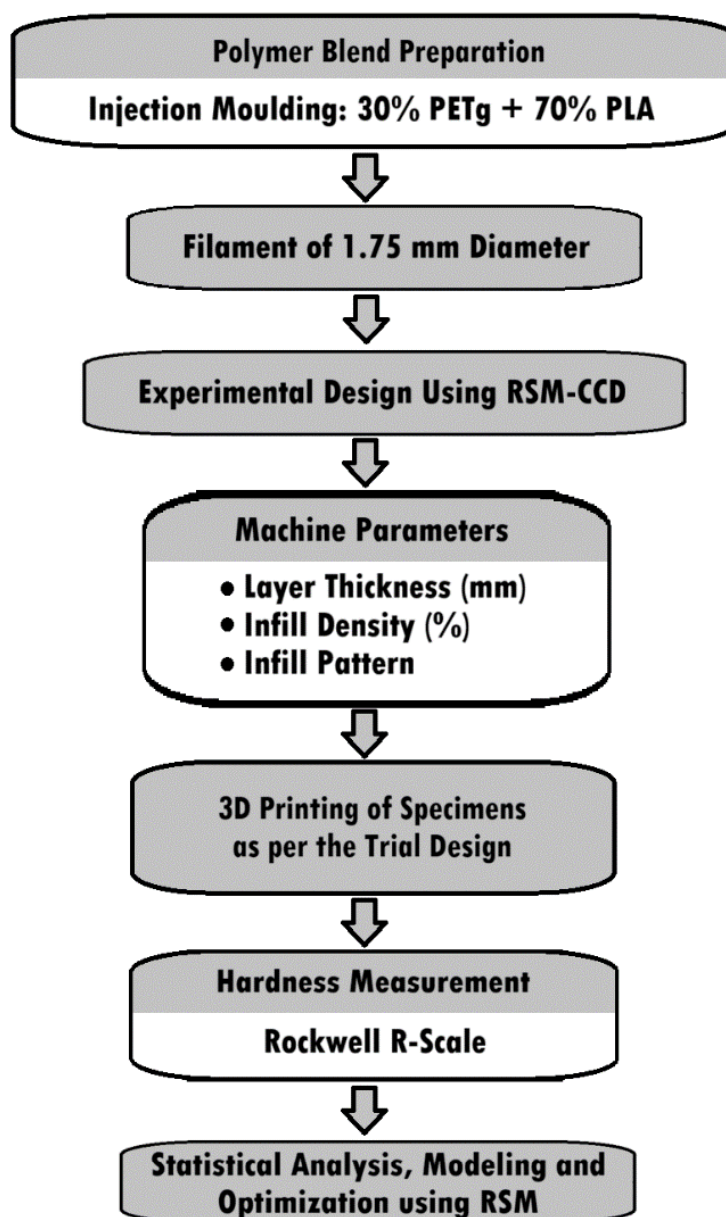 Polymer Blend Preparation
Injection Moulding: 30% PETg + 70% PLA
Filament of 1.75 mm Diameter
Experimental Design Using RSM-CCD
Machine Parameters
• Layer Thickness (mm)
• Infill Density (%)
• Infill Pattern
3D Printing of Specimens
as per the Trial Design
Hardness Measurement
Rockwell R-Scale
Statistical Analysis, Modeling and
Optimization using RSM